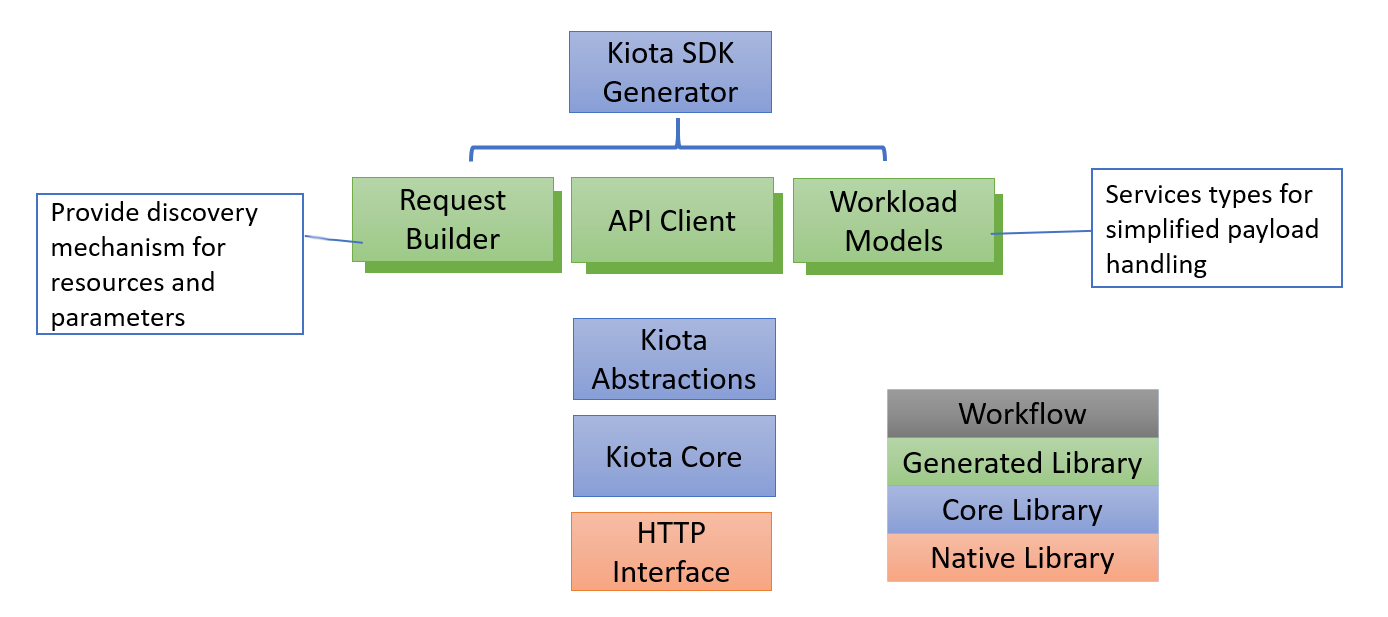 Kiota SDK
Generator
Provide discovery
mechanism for
resources and
parameters
Request
Builder
API Client
Workload
Models
Services types for
simplified payload
handling
Kiota
Abstractions
Kiota Core
HTTP
Interface
Workflow
Generated Library
Core Library
Native Library